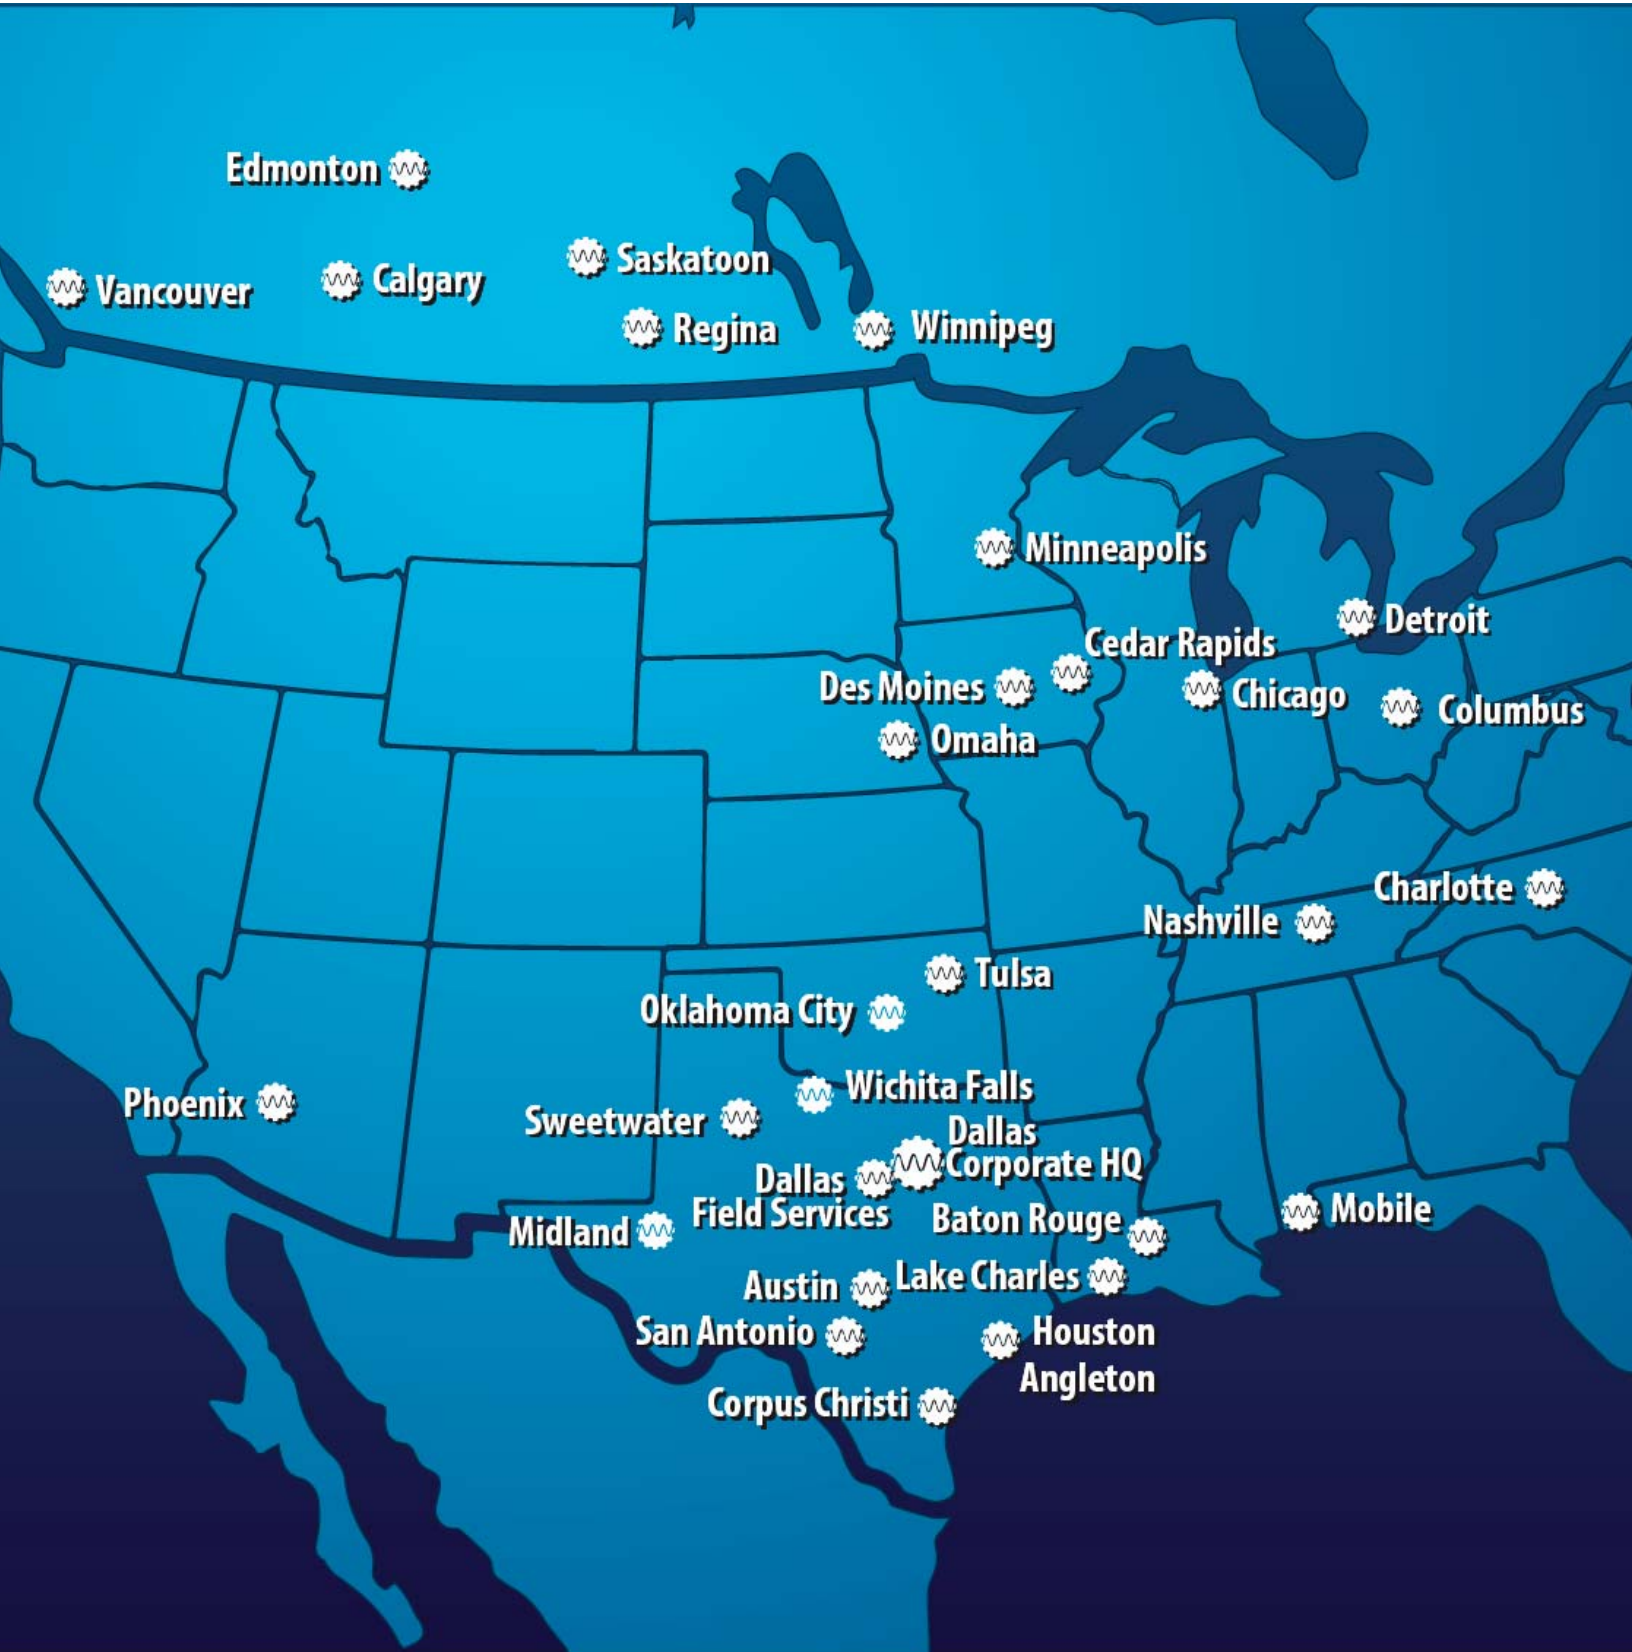 Edmonton
Saskatoon
Vancouver
Calgary
Regina
Winnipeg
Minneapolis
Detroit
Cedar Rapids
Des Moines
Chicago
Columbus
Omaha
Charlotte
Nashville
Tulsa
Oklahoma City
Wichita Falls
Phoenix
Sweetwater
Dallas
Corporate HQ
Dallas
Field Services
Midland
Baton Rouge
Mobile
Austin
Lake Charles
San Antonio
Houston
Angleton
Corpus Christi